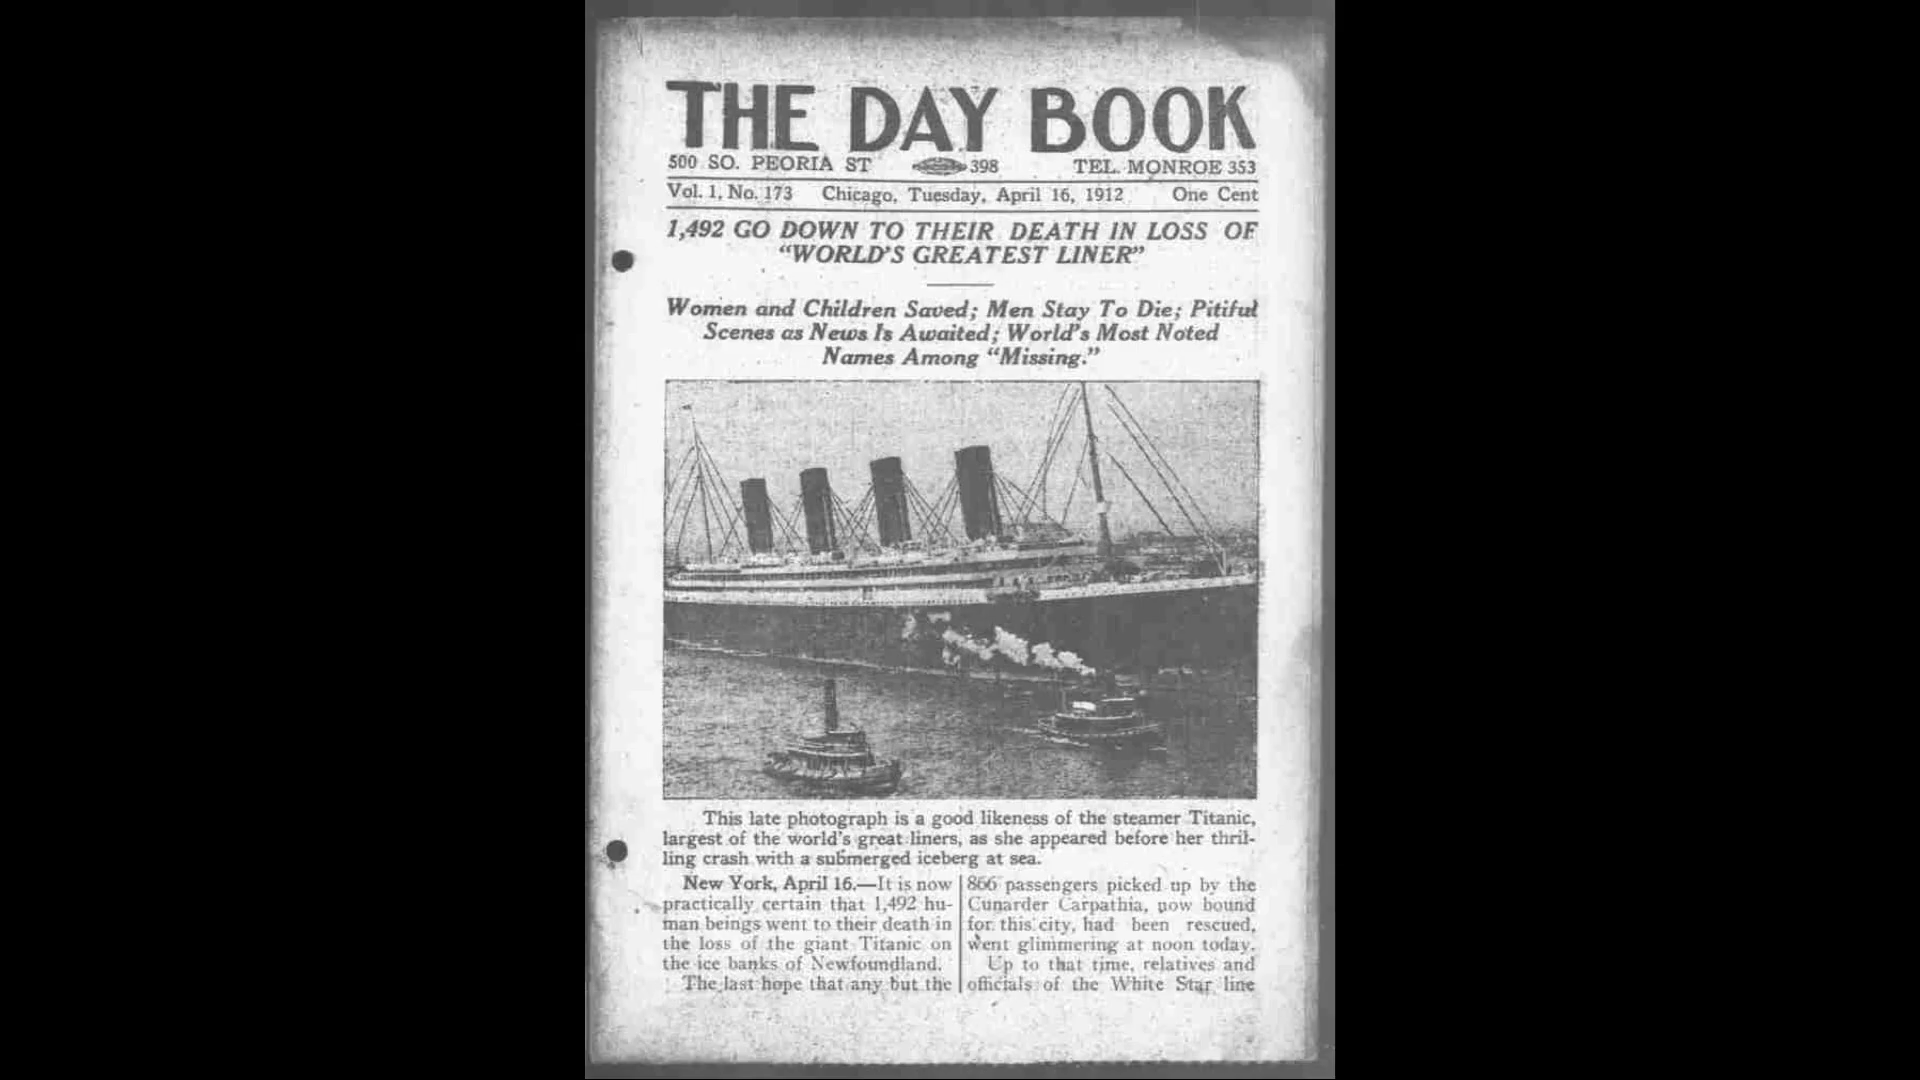 THE DAY BOOK
500 SO. PEORIA ST 398 TEL. MONROE 353
Vol. 1, No. 173 Chicago, Tuesday, April 16, 1912 One Cent
1,492 GO DOWN TO THEIR DEATH IN LOSS OF
“WORLD’S GREATEST LINER”
Women and Children Saved; Men Stay To Die; Pitiful
Scenes as News Is Awaited; World’s Most Noted
Names Among “Missing.”
This late photograph is a good likeness of the steamer Titanic,
largest of the world’s great liners, as she appeared before her thril-
ling crash with a submerged iceberg at sea.
New York, April 16.—It is now
practically certain that 1,492 hu-
man beings went to their death in
the loss of the giant Titanic on
the ice banks of Newfoundland.
The last hope that any but the
866 passengers picked up by the
Cunarder Carpathia, now bound
for this city, had been rescued,
went glimmering at noon today.
Up to that time, relatives and
officials of the White Star line